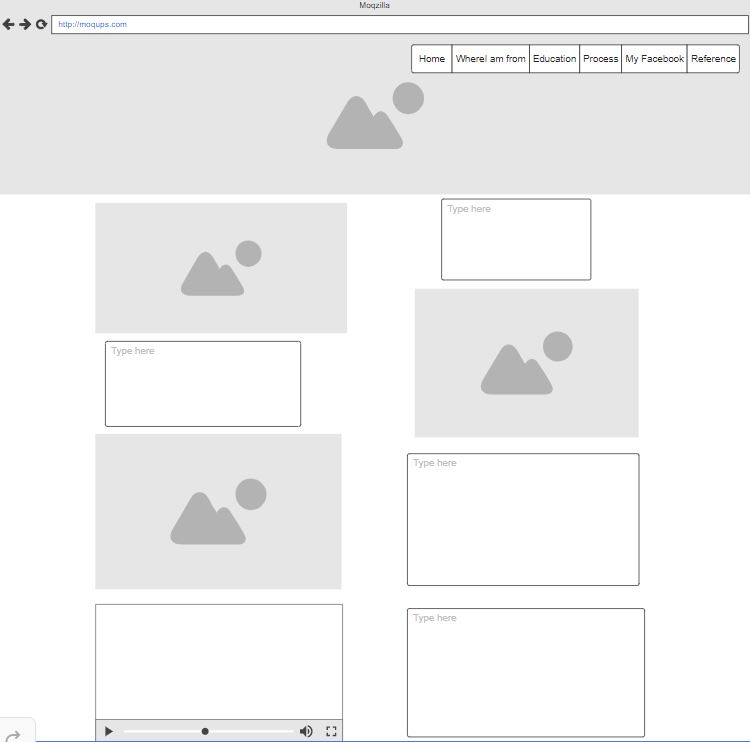 Moqzilla
http://moqups.com
Home WhereI am from Education Process My Facebook Reference
Type here
Type here
Type here
Type here